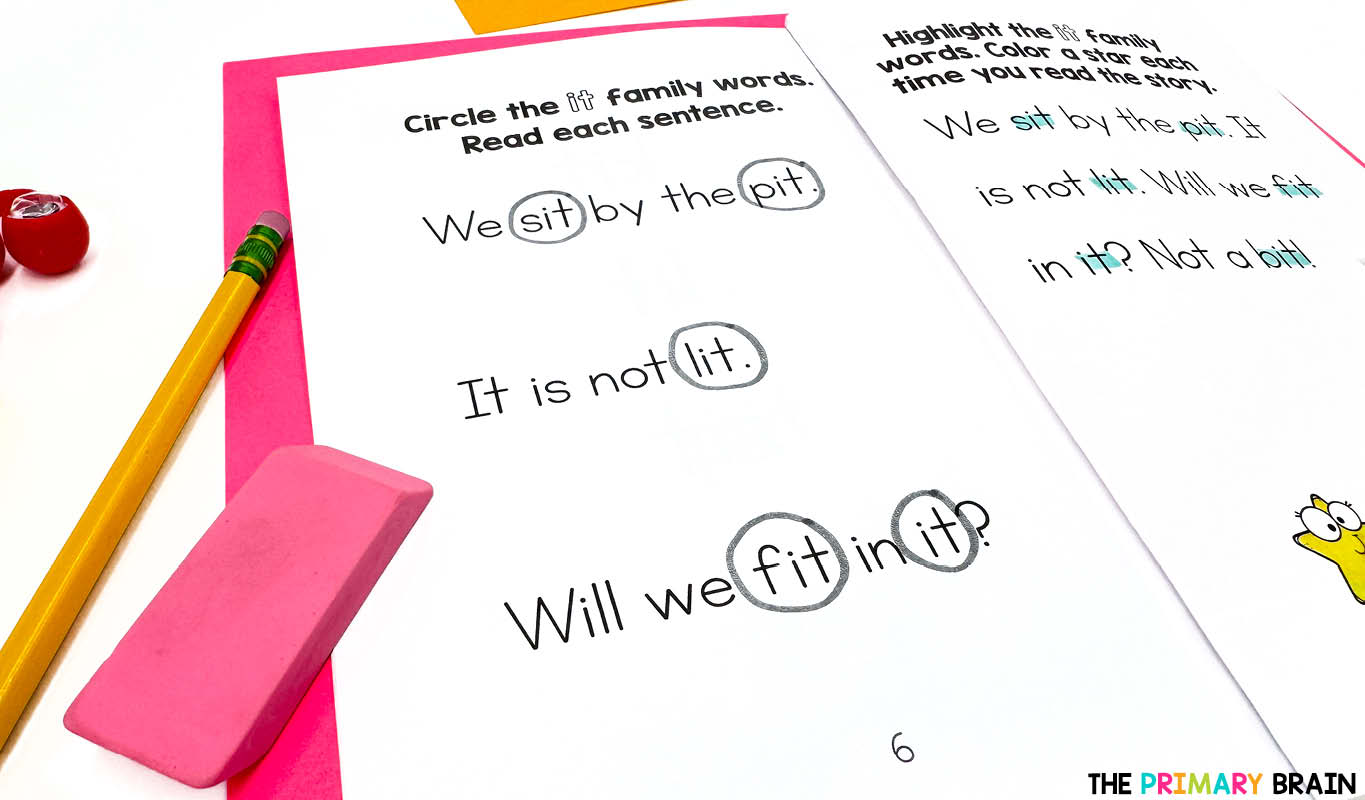 Circle the it family words.
Read each sentence.
We sit by the pit.
It is not lit.
Will we fit in it?
6
Highlight the it family
words. Color a star each
time you read the story.
We sit by the pit. It
is not lit. Will we fit
in it? Not a bit!
THE PRIMARY BRAIN